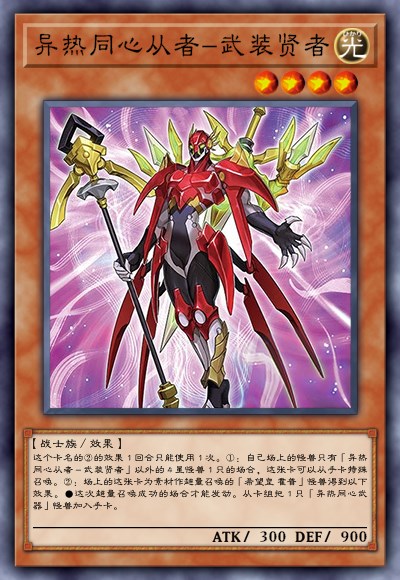 异热同心从者-武装贤者
光
【战士族/效果】
这个卡名的②的效果1回合只能使用1次。①：自己场上的怪兽只有「异热
同心从者-武装贤者」以外的4星怪兽1只的场合，这张卡可以从手卡特殊
召唤。②：场上的这张卡为素材作超量召唤的「希望皇 霍普」怪兽得到以下
效果。●这次超量召唤成功的场合才能发动。从卡组把1只「异热同心武
器」怪兽加入手卡。
ATK/ 300 DEF/ 900